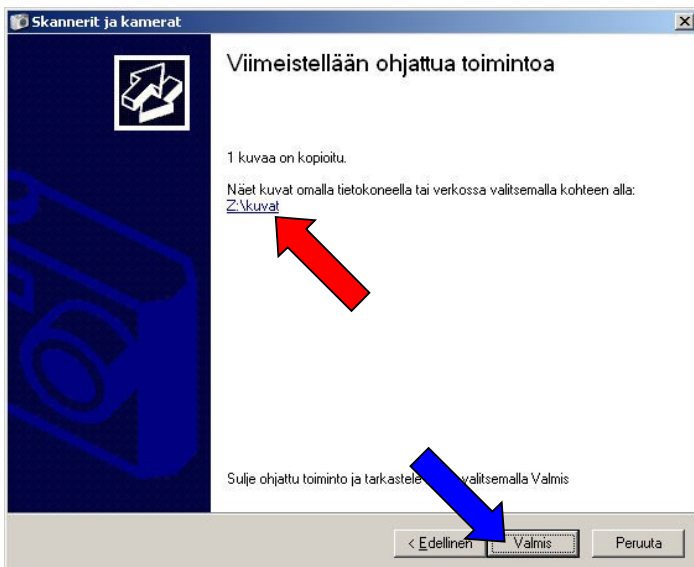 Skannerit ja kamerat
Viimeistellään ohjattua toimintoa
1 kuvaa on kopioitu.
Näet kuvat omalla tietokoneella tai verkossa valitsemalla kohteen alla:
Z:\kuvat
Sulje ohjattu toiminto ja tarkastele valitsemalla Valmis
< Edellinen Valmis Peruuta